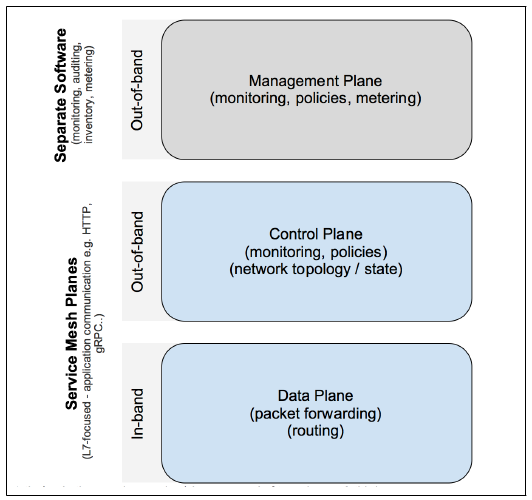 Separate Software
(monitoring, auditing,
inventory, metering)
Out-of-band
Management Plane
(monitoring, policies, metering)
Service Mesh Planes
(L7-focused - application communication e.g. HTTP,
gRPC..)
Out-of-band
Control Plane
(monitoring, policies)
(network topology / state)
In-band
Data Plane
(packet forwarding)
(routing)